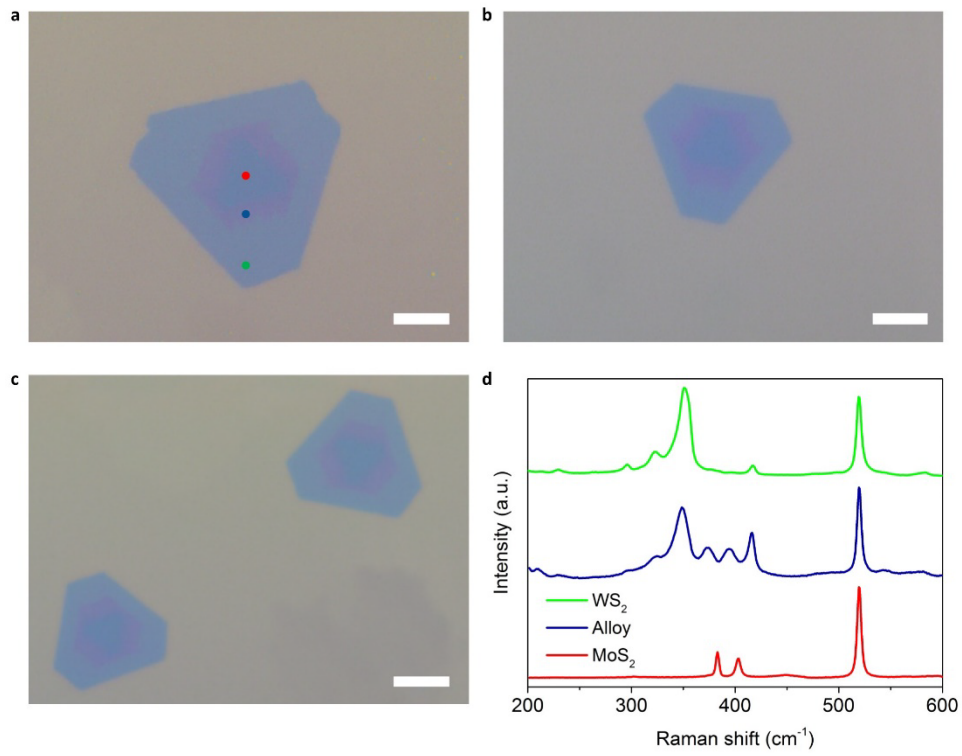 a
b
c
d
Intensity (a.u.)
WS₂
Alloy
MoS₂
200
300
400
500
600
Raman shift (cm⁻¹)